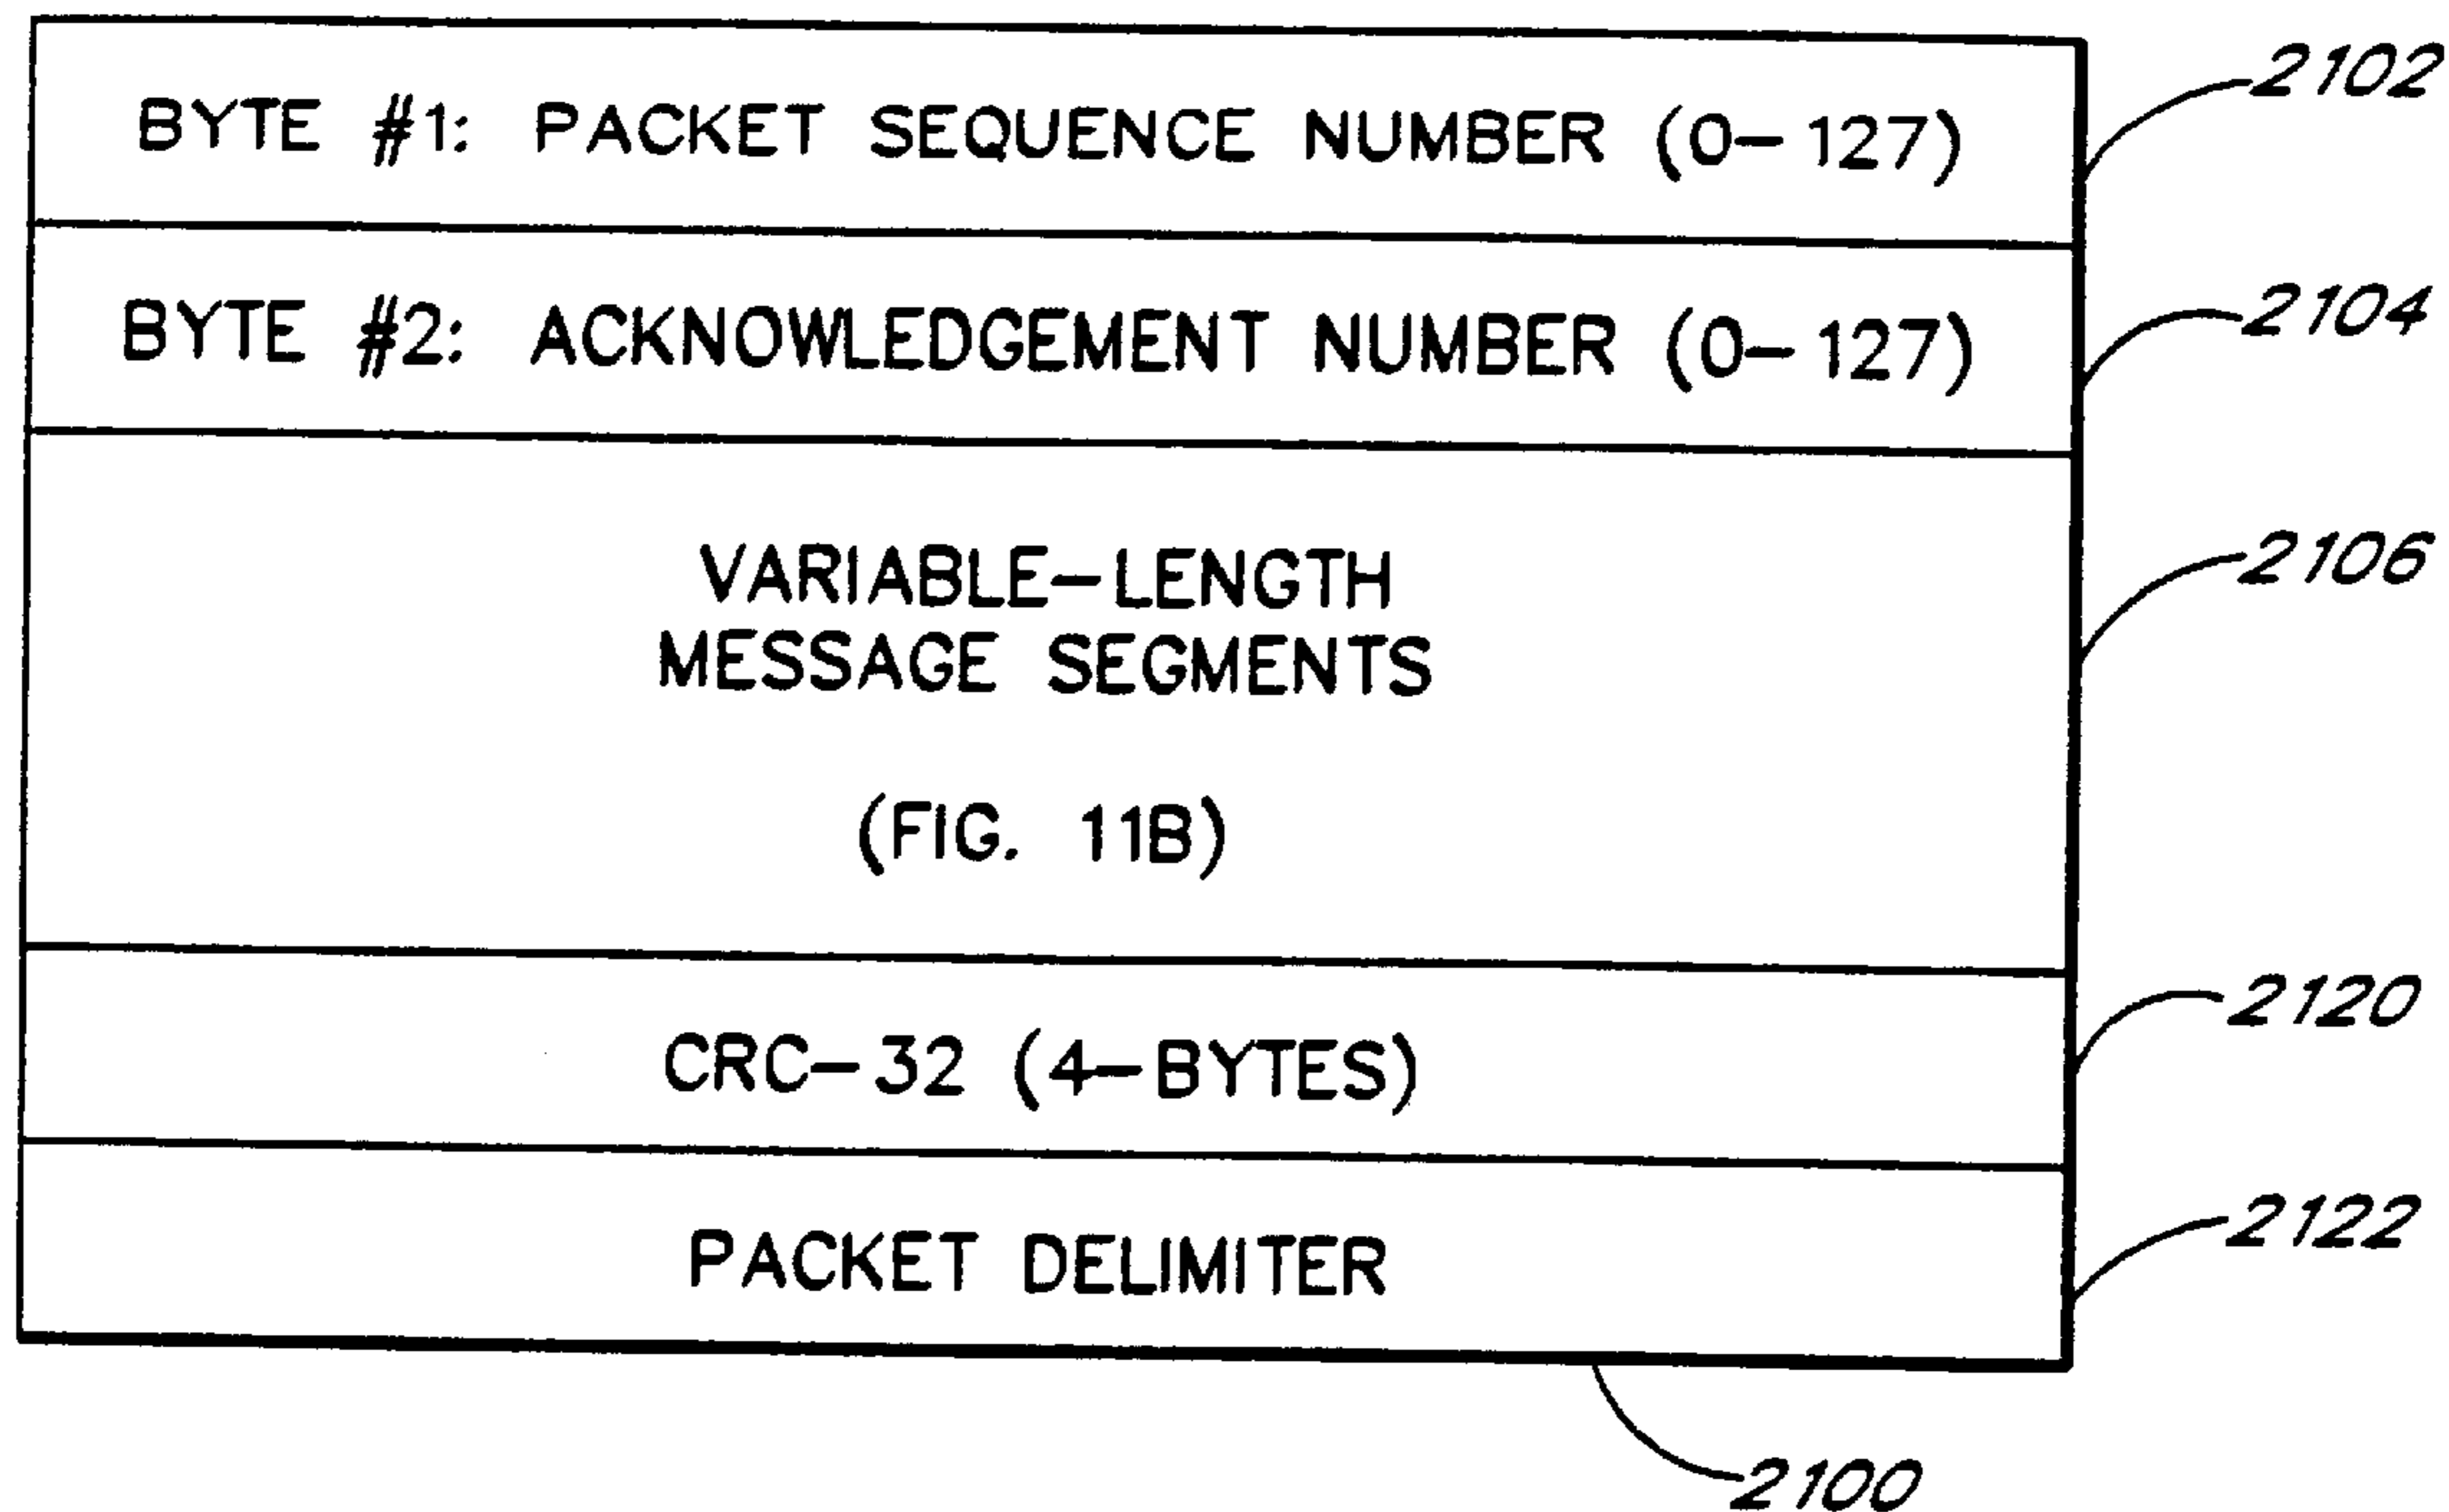 BYTE #1: PACKET SEQUENCE NUMBER (0-127)
2102
BYTE #2: ACKNOWLEDGEMENT NUMBER (0-127)
2104
VARIABLE-LENGTH
MESSAGE SEGMENTS
(FIG. 11B)
2106
CRC-32 (4-BYTES)
2120
PACKET DELIMITER
2122
2100